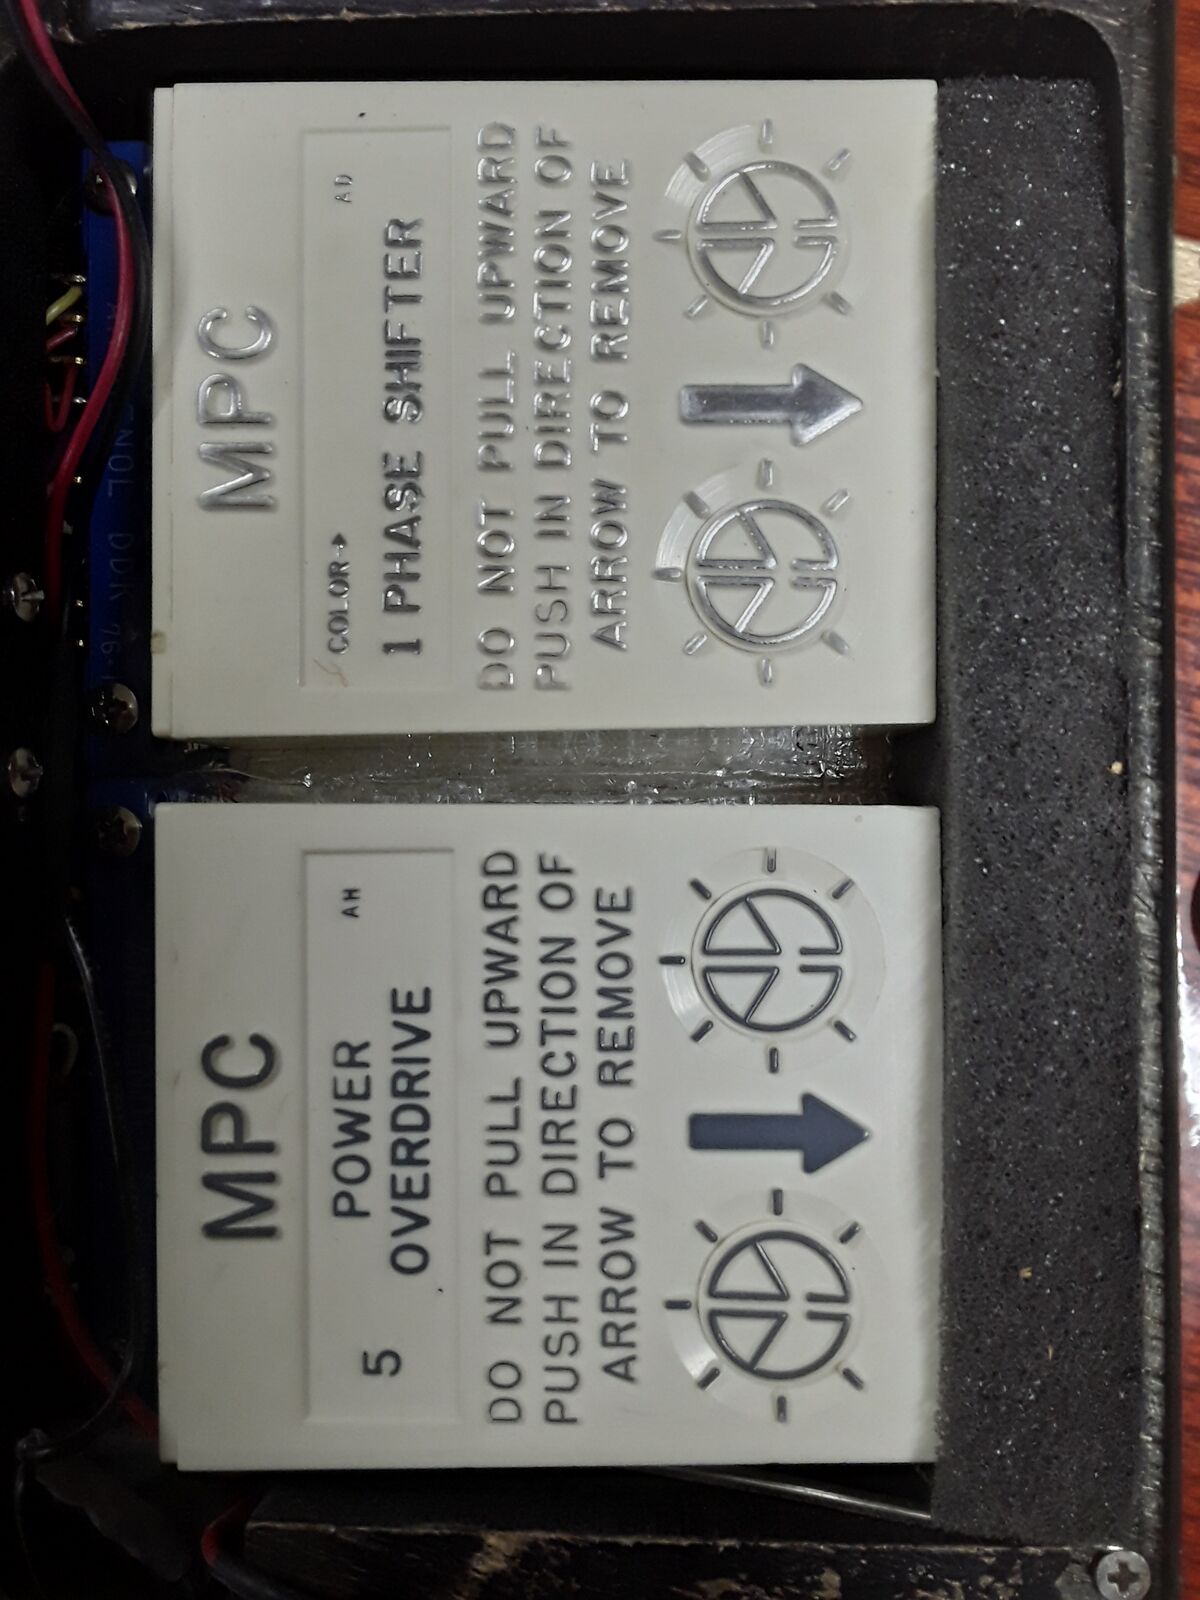 MPC
COLOR→ AD
1 PHASE SHIFTER
DO NOT PULL UPWARD
PUSH IN DIRECTION OF
ARROW TO REMOVE
MPC
5 POWER AH
OVERDRIVE
DO NOT PULL UPWARD
PUSH IN DIRECTION OF
ARROW TO REMOVE